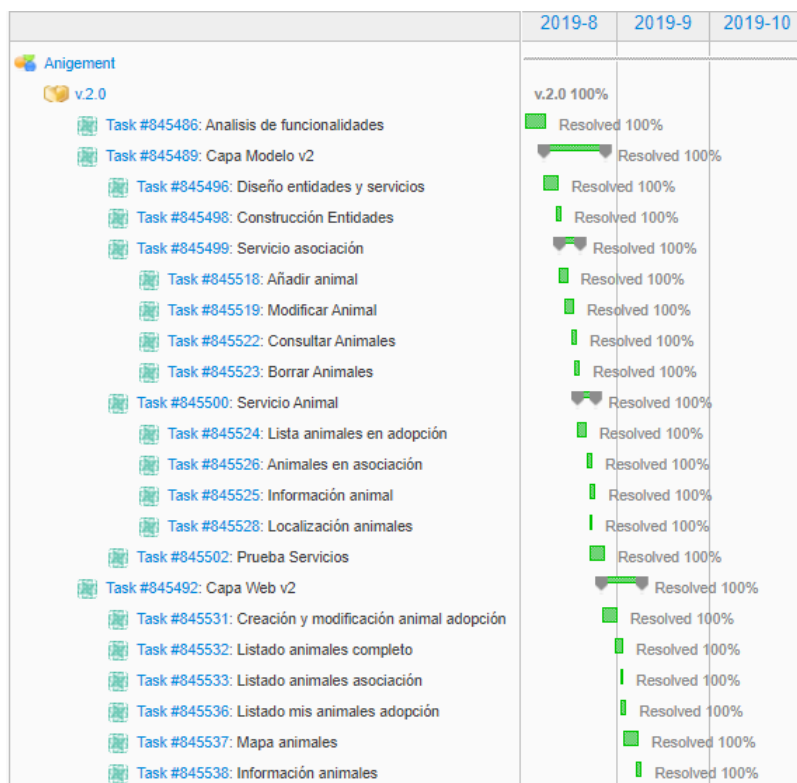 2019-8 2019-9 2019-10
Anigement
v.2.0 v.2.0 100%
Task #845486: Analisis de funcionalidades Resolved 100%
Task #845489: Capa Modelo v2 Resolved 100%
Task #845496: Diseño entidades y servicios Resolved 100%
Task #845498: Construcción Entidades Resolved 100%
Task #845499: Servicio asociación Resolved 100%
Task #845518: Añadir animal Resolved 100%
Task #845519: Modificar Animal Resolved 100%
Task #845522: Consultar Animales Resolved 100%
Task #845523: Borrar Animales Resolved 100%
Task #845500: Servicio Animal Resolved 100%
Task #845524: Lista animales en adopción Resolved 100%
Task #845526: Animales en asociación Resolved 100%
Task #845525: Información animal Resolved 100%
Task #845528: Localización animales Resolved 100%
Task #845502: Prueba Servicios Resolved 100%
Task #845492: Capa Web v2 Resolved 100%
Task #845531: Creación y modificación animal adopción Resolved 100%
Task #845532: Listado animales completo Resolved 100%
Task #845533: Listado animales asociación Resolved 100%
Task #845536: Listado mis animales adopción Resolved 100%
Task #845537: Mapa animales Resolved 100%
Task #845538: Información animales Resolved 100%